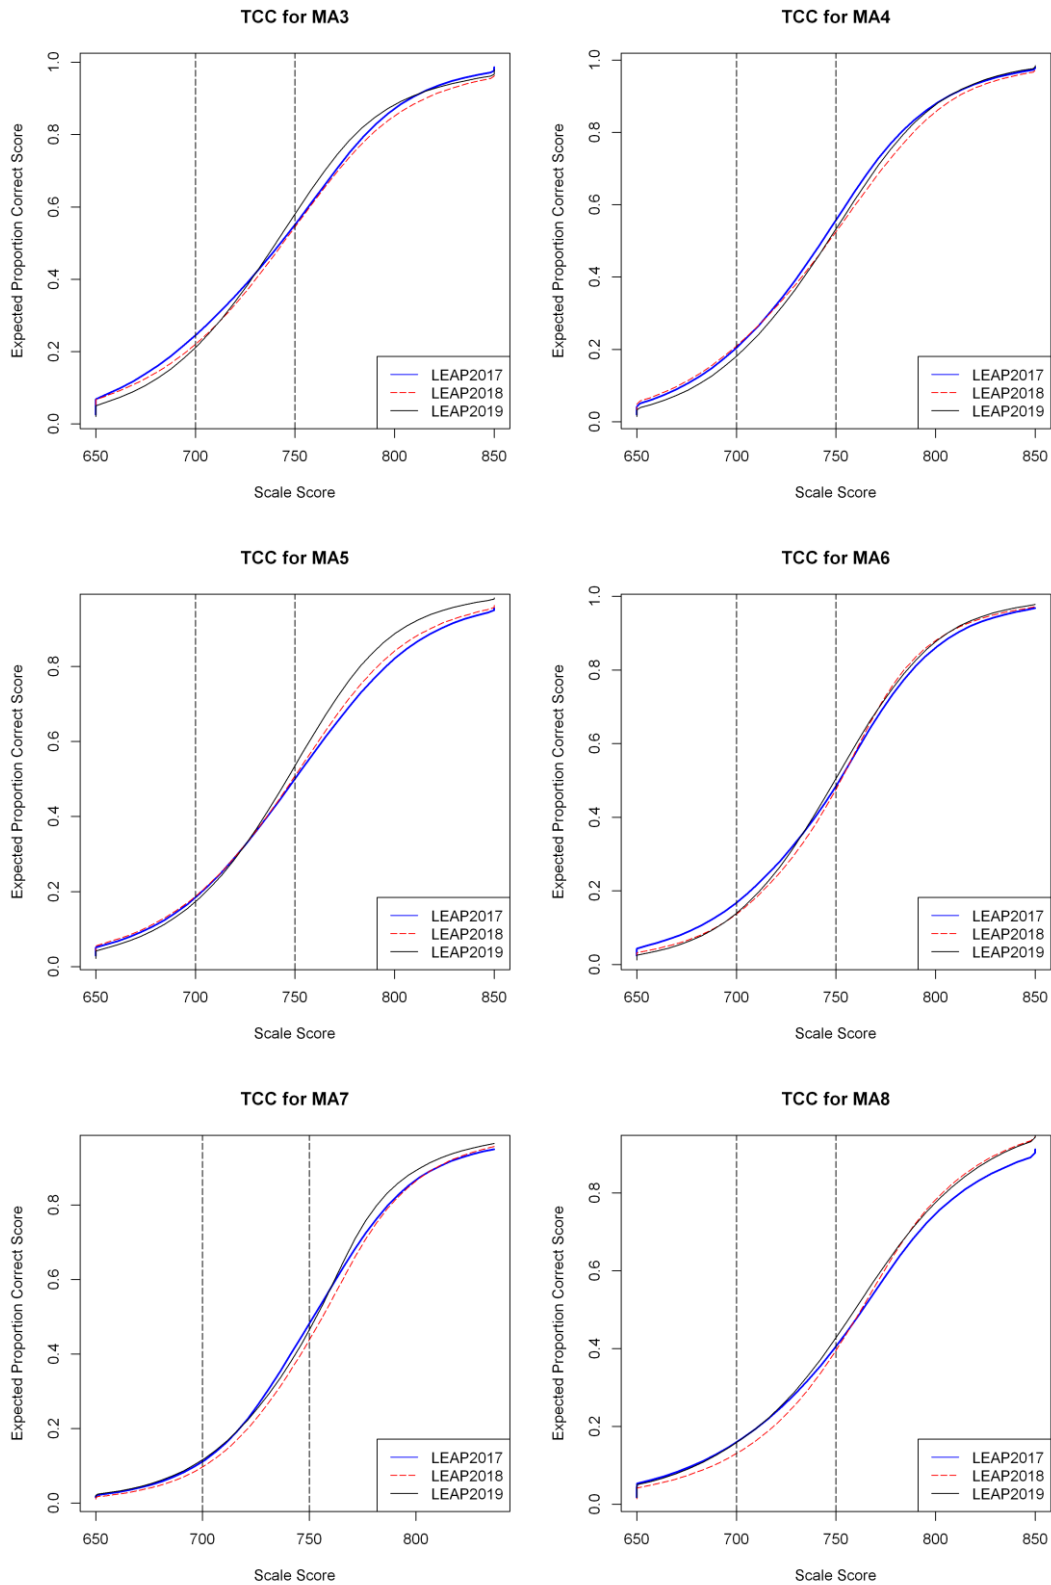 TCC for MA3
Expected Proportion Correct Score
1.0
0.8
0.6
0.4
0.2
0.0
LEAP2017
LEAP2018
LEAP2019
650 700 750 800 850
Scale Score
TCC for MA4
Expected Proportion Correct Score
1.0
0.8
0.6
0.4
0.2
0.0
LEAP2017
LEAP2018
LEAP2019
650 700 750 800 850
Scale Score
TCC for MA5
Expected Proportion Correct Score
0.8
0.6
0.4
0.2
0.0
LEAP2017
LEAP2018
LEAP2019
650 700 750 800 850
Scale Score
TCC for MA6
Expected Proportion Correct Score
1.0
0.8
0.6
0.4
0.2
0.0
LEAP2017
LEAP2018
LEAP2019
650 700 750 800 850
Scale Score
TCC for MA7
Expected Proportion Correct Score
0.8
0.6
0.4
0.2
0.0
LEAP2017
LEAP2018
LEAP2019
650 700 750 800
Scale Score
TCC for MA8
Expected Proportion Correct Score
0.8
0.6
0.4
0.2
0.0
LEAP2017
LEAP2018
LEAP2019
650 700 750 800 850
Scale Score